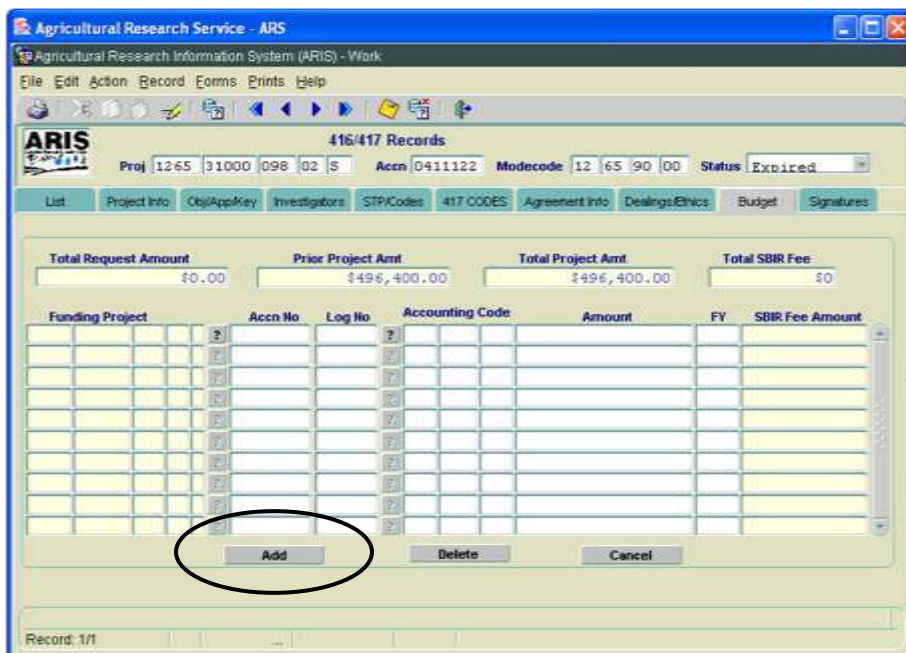 Agricultural Research Service - ARS
Agricultural Research Information System (ARIS) - Work
File Edit Action Record Forms Prints Help
ARIS
416/417 Records
Proj 1265 31000 098 02 S Accn 0411122 Modecode 12 65 90 00 Status Expired
List Project Info Obj/App/Key Investigators STP/Codes 417 CODES Agreement Info Dealings/Ethics Budget Signatures
Total Request Amount Prior Project Amt Total Project Amt Total SBIR Fee
$0.00 $496,400.00 $496,400.00 $0
Funding Project Accn No Log No Accounting Code Amount FY SBIR Fee Amount
?
?
?
?
?
?
?
?
?
?
Add Delete Cancel
Record: 1/1 ...